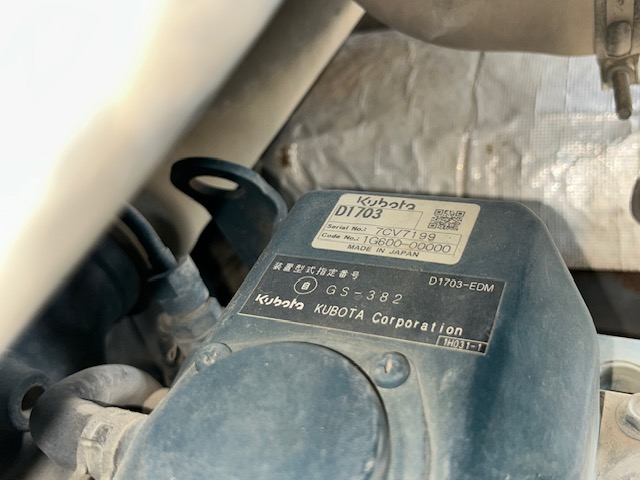 Kubota
D1703
Serial No.: 7CV7199
Code No.: 1G600-00000
MADE IN JAPAN
装置型式指定番号 D1703-EDM
自 GS-382
Kubota KUBOTA Corporation
1H031-1